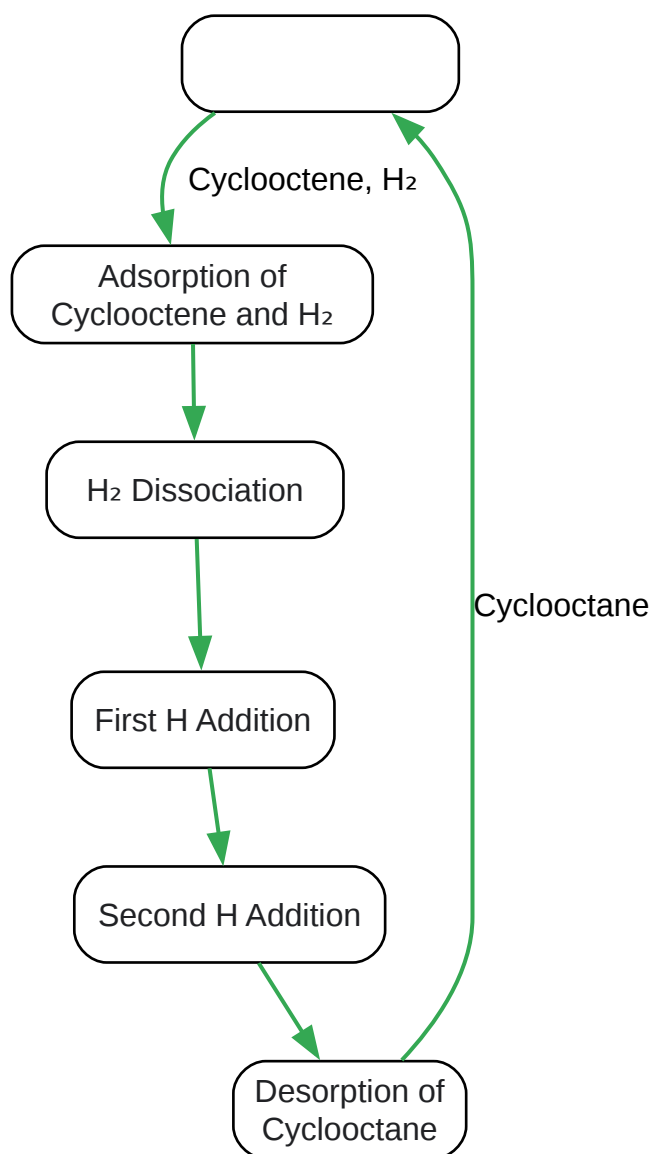 Cyclooctene, H₂
Adsorption of
Cyclooctene and H₂
H₂ Dissociation
First H Addition
Cyclooctane
Second H Addition
Desorption of
Cyclooctane